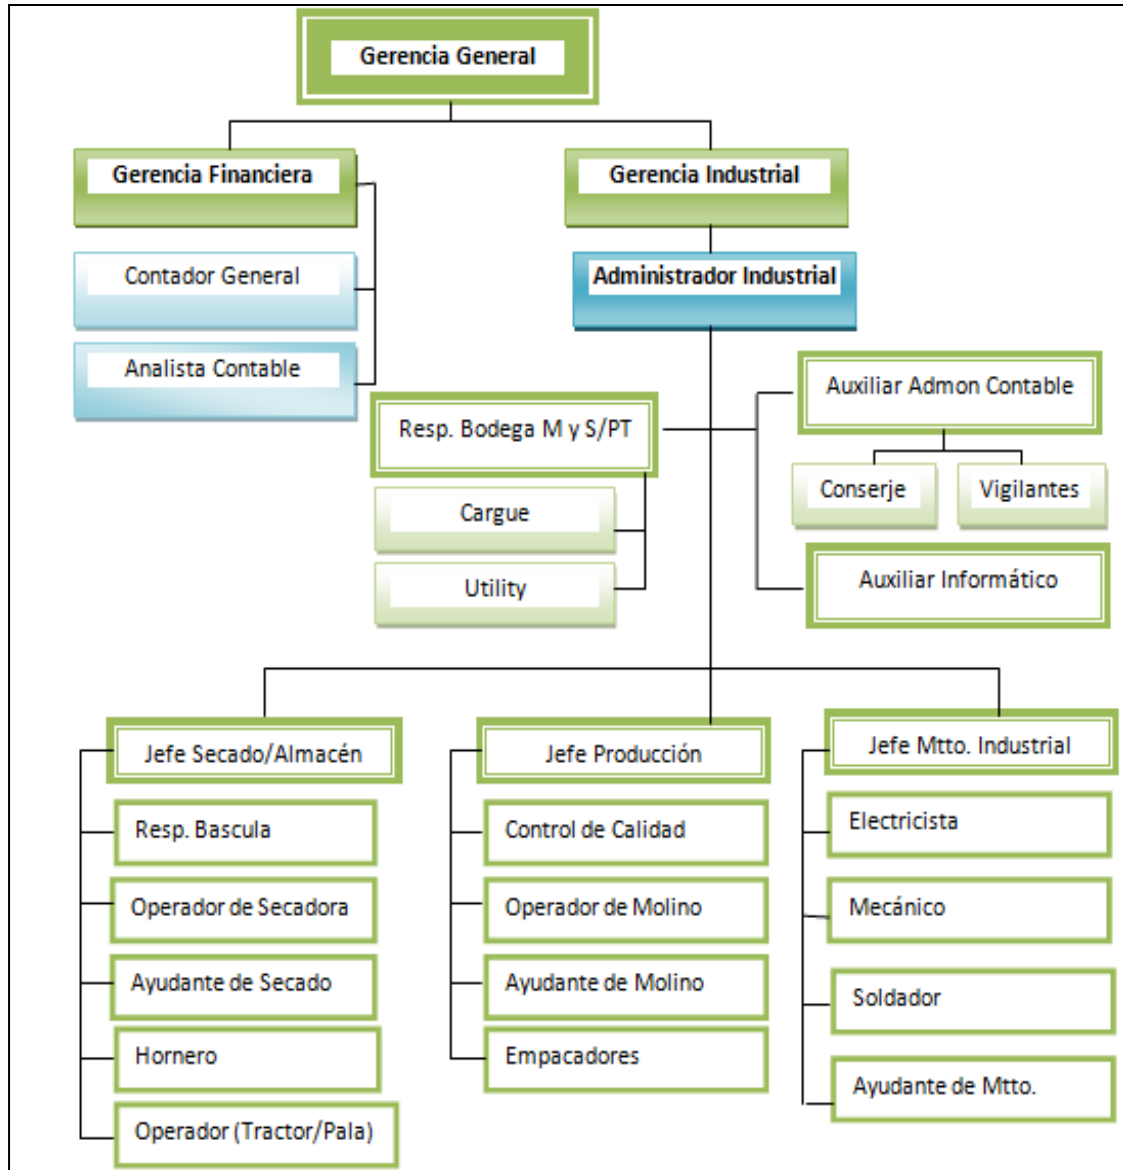 Gerencia General
Gerencia Financiera
Gerencia Industrial
Contador General
Administrador Industrial
Analista Contable
Auxiliar Admon Contable
Resp. Bodega M y S/PT
Conserje
Vigilantes
Cargue
Auxiliar Informático
Utility
Jefe Secado/Almacén
Resp. Bascula
Operador de Secadora
Ayudante de Secado
Hornero
Operador (Tractor/Pala)
Jefe Producción
Control de Calidad
Operador de Molino
Ayudante de Molino
Empacadores
Jefe Mtto. Industrial
Electricista
Mecánico
Soldador
Ayudante de Mtto.